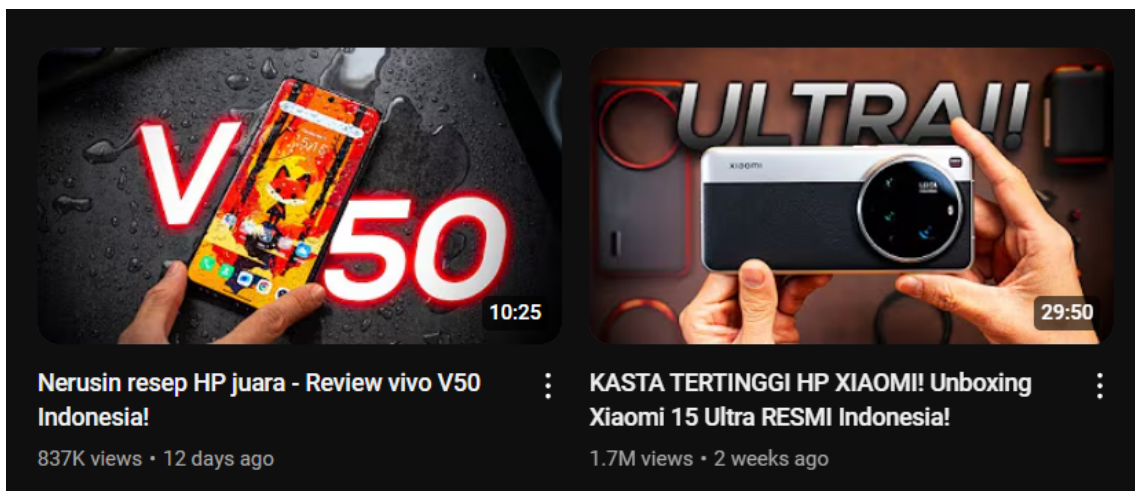 V
50
10:25
ULTRA!!
XIAOMI
LEICA
29:50
Nerusin resep HP juara - Review vivo V50
Indonesia!
837K views • 12 days ago
KASTA TERTINGGI HP XIAOMI! Unboxing
Xiaomi 15 Ultra RESMI Indonesia!
1.7M views • 2 weeks ago